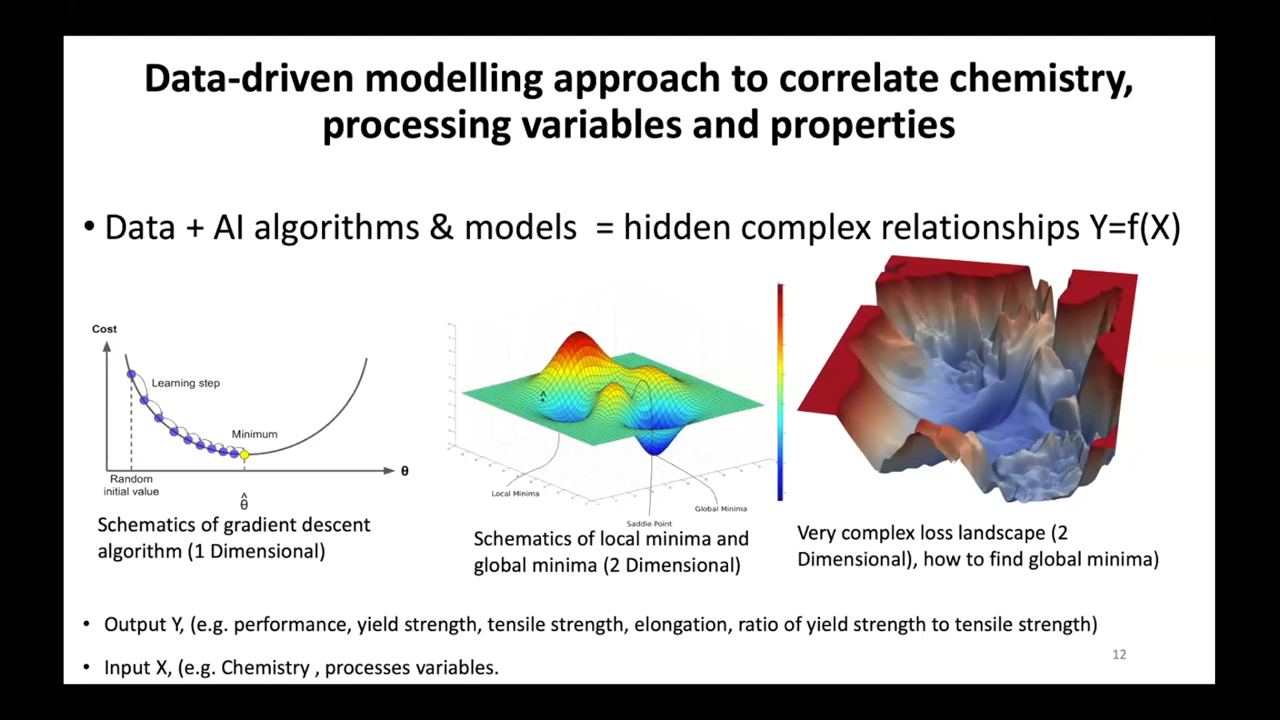 Data-driven modelling approach to correlate chemistry,
processing variables and properties
• Data + AI algorithms & models = hidden complex relationships Y=f(X)
Cost
Learning step
Minimum
θ
Random
initial value
θ̂
Schematics of gradient descent
algorithm (1 Dimensional)
Local Minima
Saddle Point
Global Minima
Schematics of local minima and
global minima (2 Dimensional)
Very complex loss landscape (2
Dimensional), how to find global minima)
• Output Y, (e.g. performance, yield strength, tensile strength, elongation, ratio of yield strength to tensile strength)
• Input X, (e.g. Chemistry , processes variables.
12